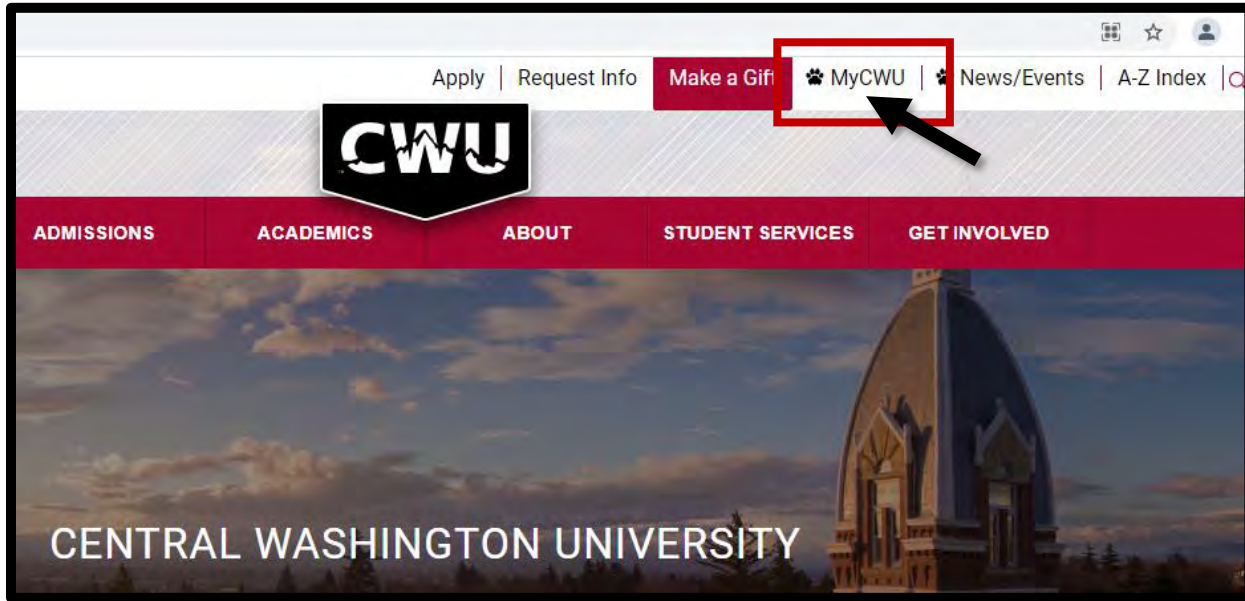 Apply | Request Info Make a Gift MyCWU | News/Events | A-Z Index |
CWU
ADMISSIONS ACADEMICS ABOUT STUDENT SERVICES GET INVOLVED
CENTRAL WASHINGTON UNIVERSITY